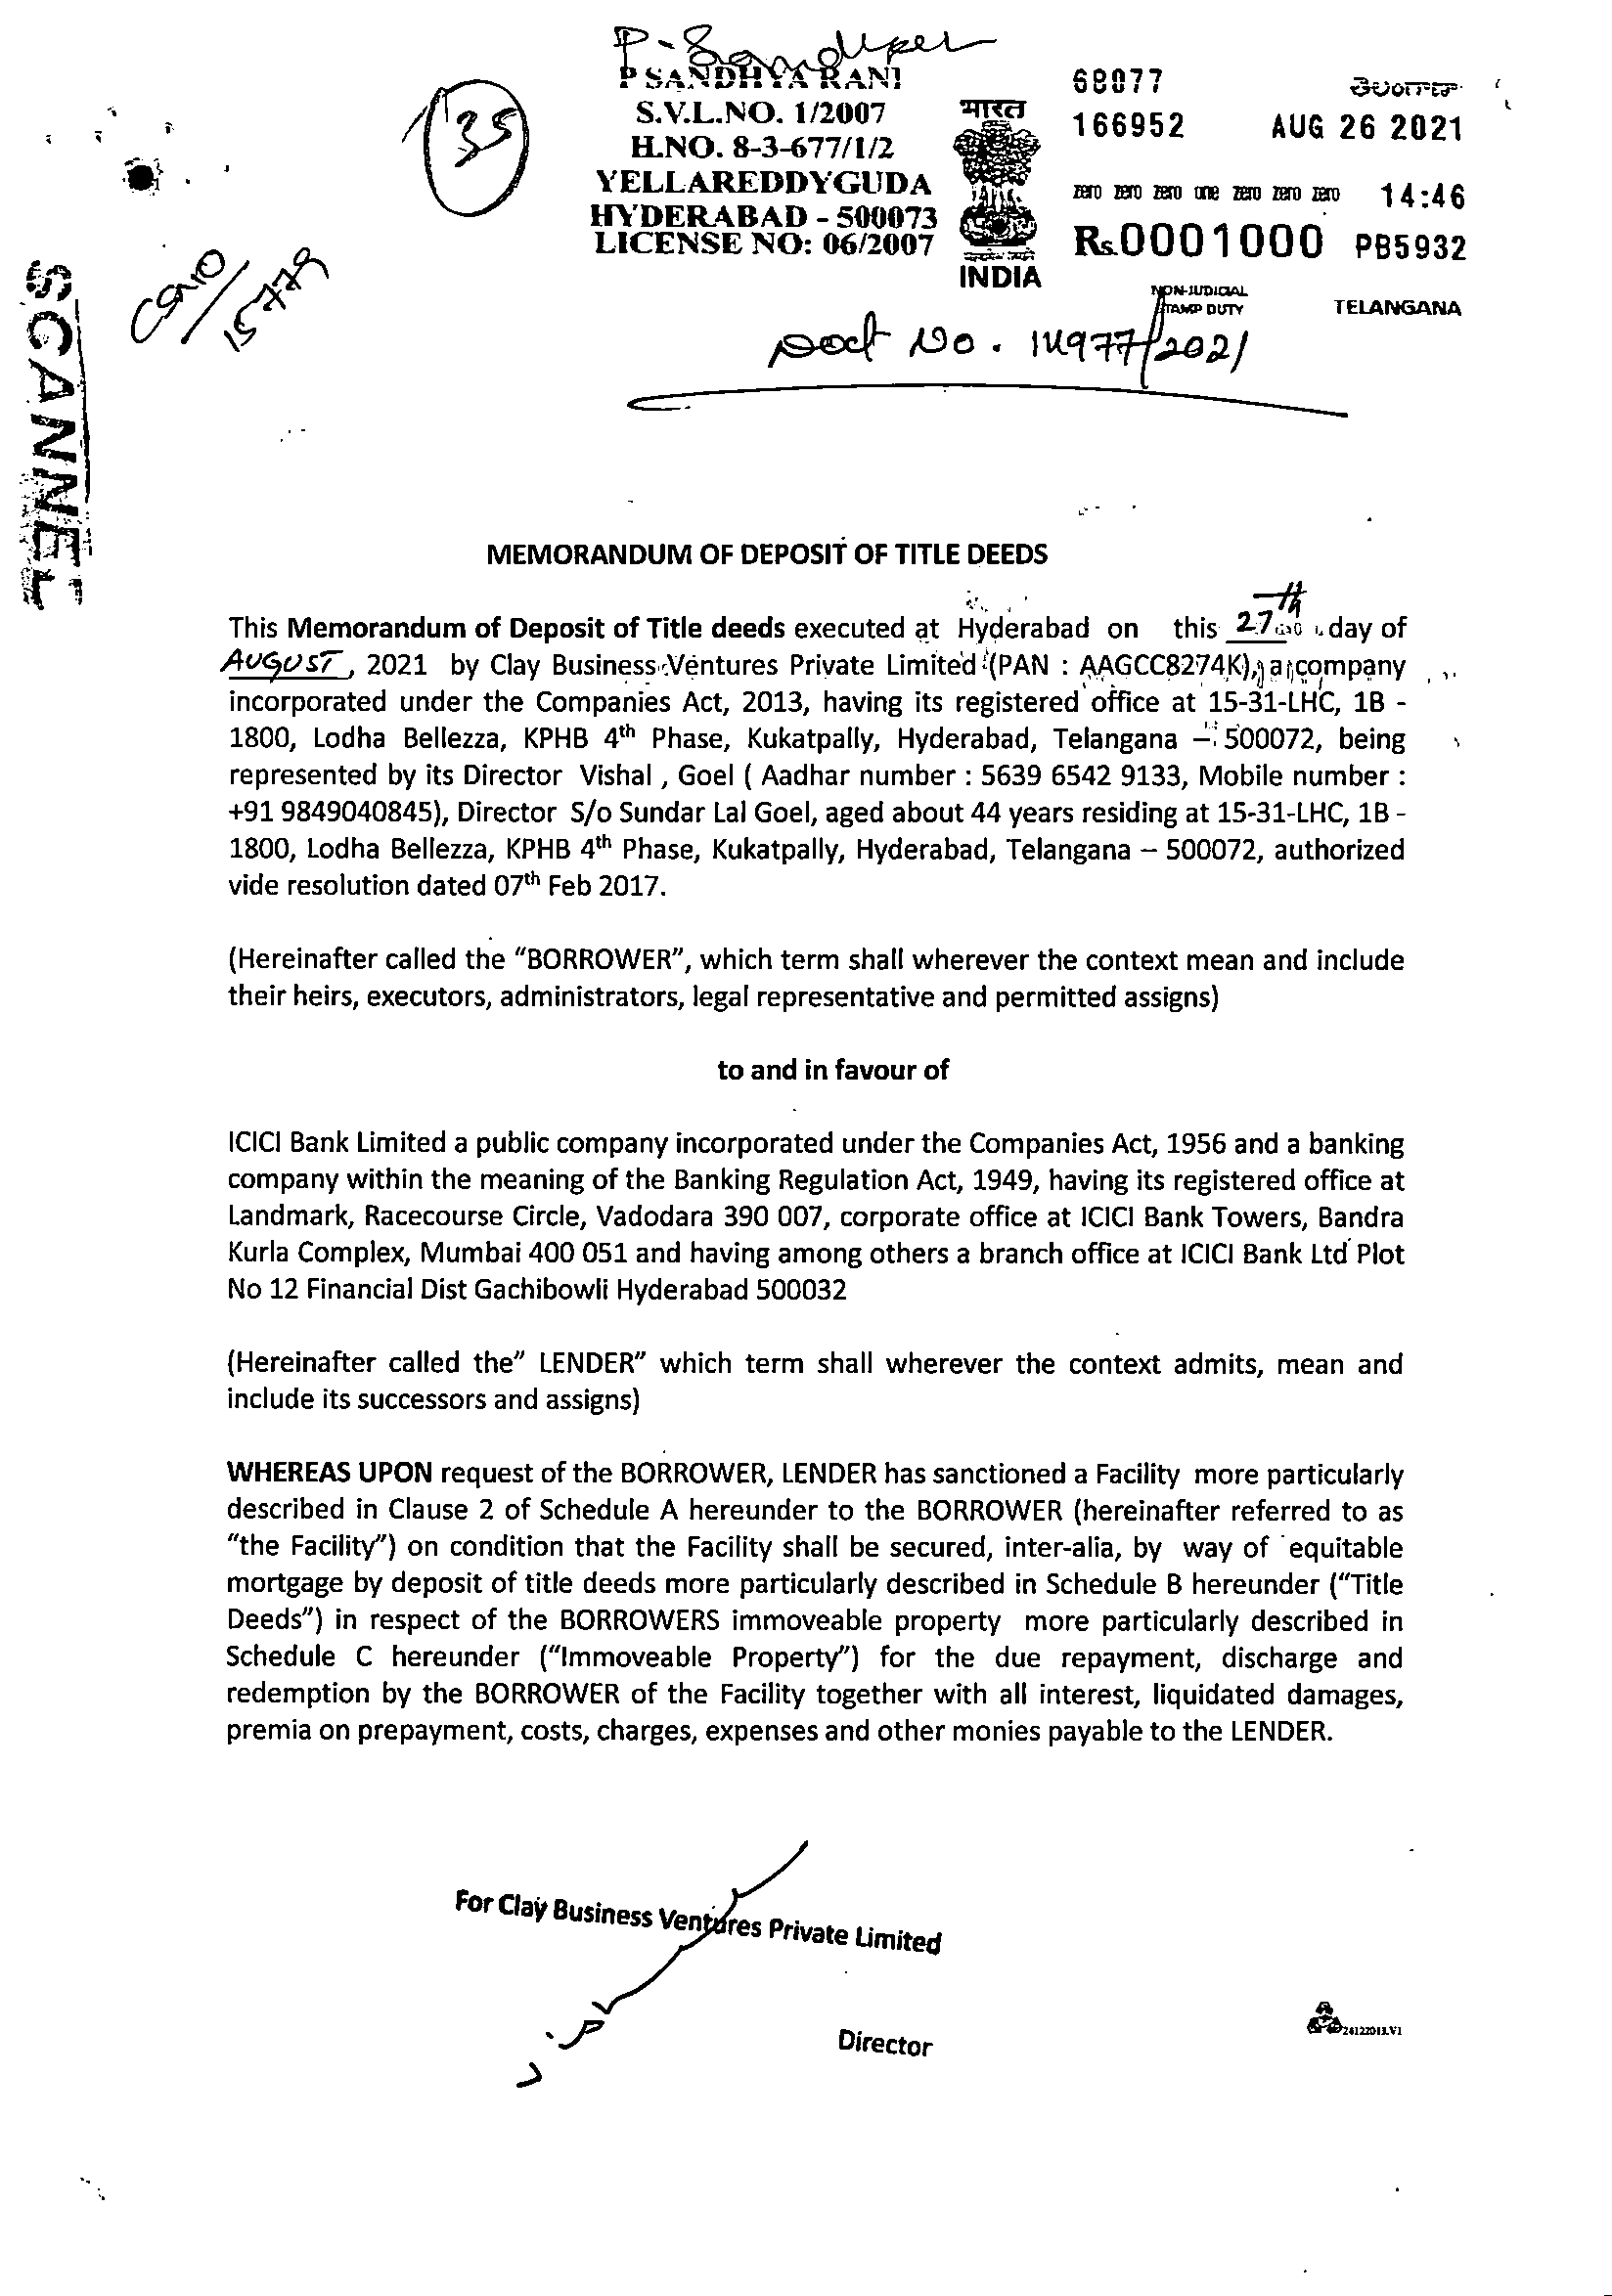 P. Sandhya
P SANDHYA RANI
S.V.L.NO. 1/2007
H.NO. 8-3-677/1/2
YELLAREDDYGUDA
HYDERABAD - 500073
LICENSE NO: 06/2007
135
भारत
INDIA
68077 తెలంగాణా
166952 AUG 26 2021
zero zero zero one zero zero zero 14:46
Rs.0001000 PB5932
NON-JUDICIAL
STAMP DUTY TELANGANA
15779
SCANNED
Doct No. 14977/2021
MEMORANDUM OF DEPOSIT OF TITLE DEEDS
This Memorandum of Deposit of Title deeds executed at Hyderabad on this 27th day of
AUGUST, 2021 by Clay Business Ventures Private Limited (PAN : AAGCC8274K), a company
incorporated under the Companies Act, 2013, having its registered office at 15-31-LHC, 1B -
1800, Lodha Bellezza, KPHB 4th Phase, Kukatpally, Hyderabad, Telangana – 500072, being
represented by its Director Vishal , Goel ( Aadhar number : 5639 6542 9133, Mobile number :
+91 9849040845), Director S/o Sundar Lal Goel, aged about 44 years residing at 15-31-LHC, 1B -
1800, Lodha Bellezza, KPHB 4th Phase, Kukatpally, Hyderabad, Telangana – 500072, authorized
vide resolution dated 07th Feb 2017.
(Hereinafter called the “BORROWER”, which term shall wherever the context mean and include
their heirs, executors, administrators, legal representative and permitted assigns)
to and in favour of
ICICI Bank Limited a public company incorporated under the Companies Act, 1956 and a banking
company within the meaning of the Banking Regulation Act, 1949, having its registered office at
Landmark, Racecourse Circle, Vadodara 390 007, corporate office at ICICI Bank Towers, Bandra
Kurla Complex, Mumbai 400 051 and having among others a branch office at ICICI Bank Ltd Plot
No 12 Financial Dist Gachibowli Hyderabad 500032
(Hereinafter called the” LENDER” which term shall wherever the context admits, mean and
include its successors and assigns)
WHEREAS UPON request of the BORROWER, LENDER has sanctioned a Facility more particularly
described in Clause 2 of Schedule A hereunder to the BORROWER (hereinafter referred to as
“the Facility”) on condition that the Facility shall be secured, inter-alia, by way of equitable
mortgage by deposit of title deeds more particularly described in Schedule B hereunder (“Title
Deeds”) in respect of the BORROWERS immoveable property more particularly described in
Schedule C hereunder (“Immoveable Property”) for the due repayment, discharge and
redemption by the BORROWER of the Facility together with all interest, liquidated damages,
premia on prepayment, costs, charges, expenses and other monies payable to the LENDER.
For Clay Business Ventures Private Limited
Director